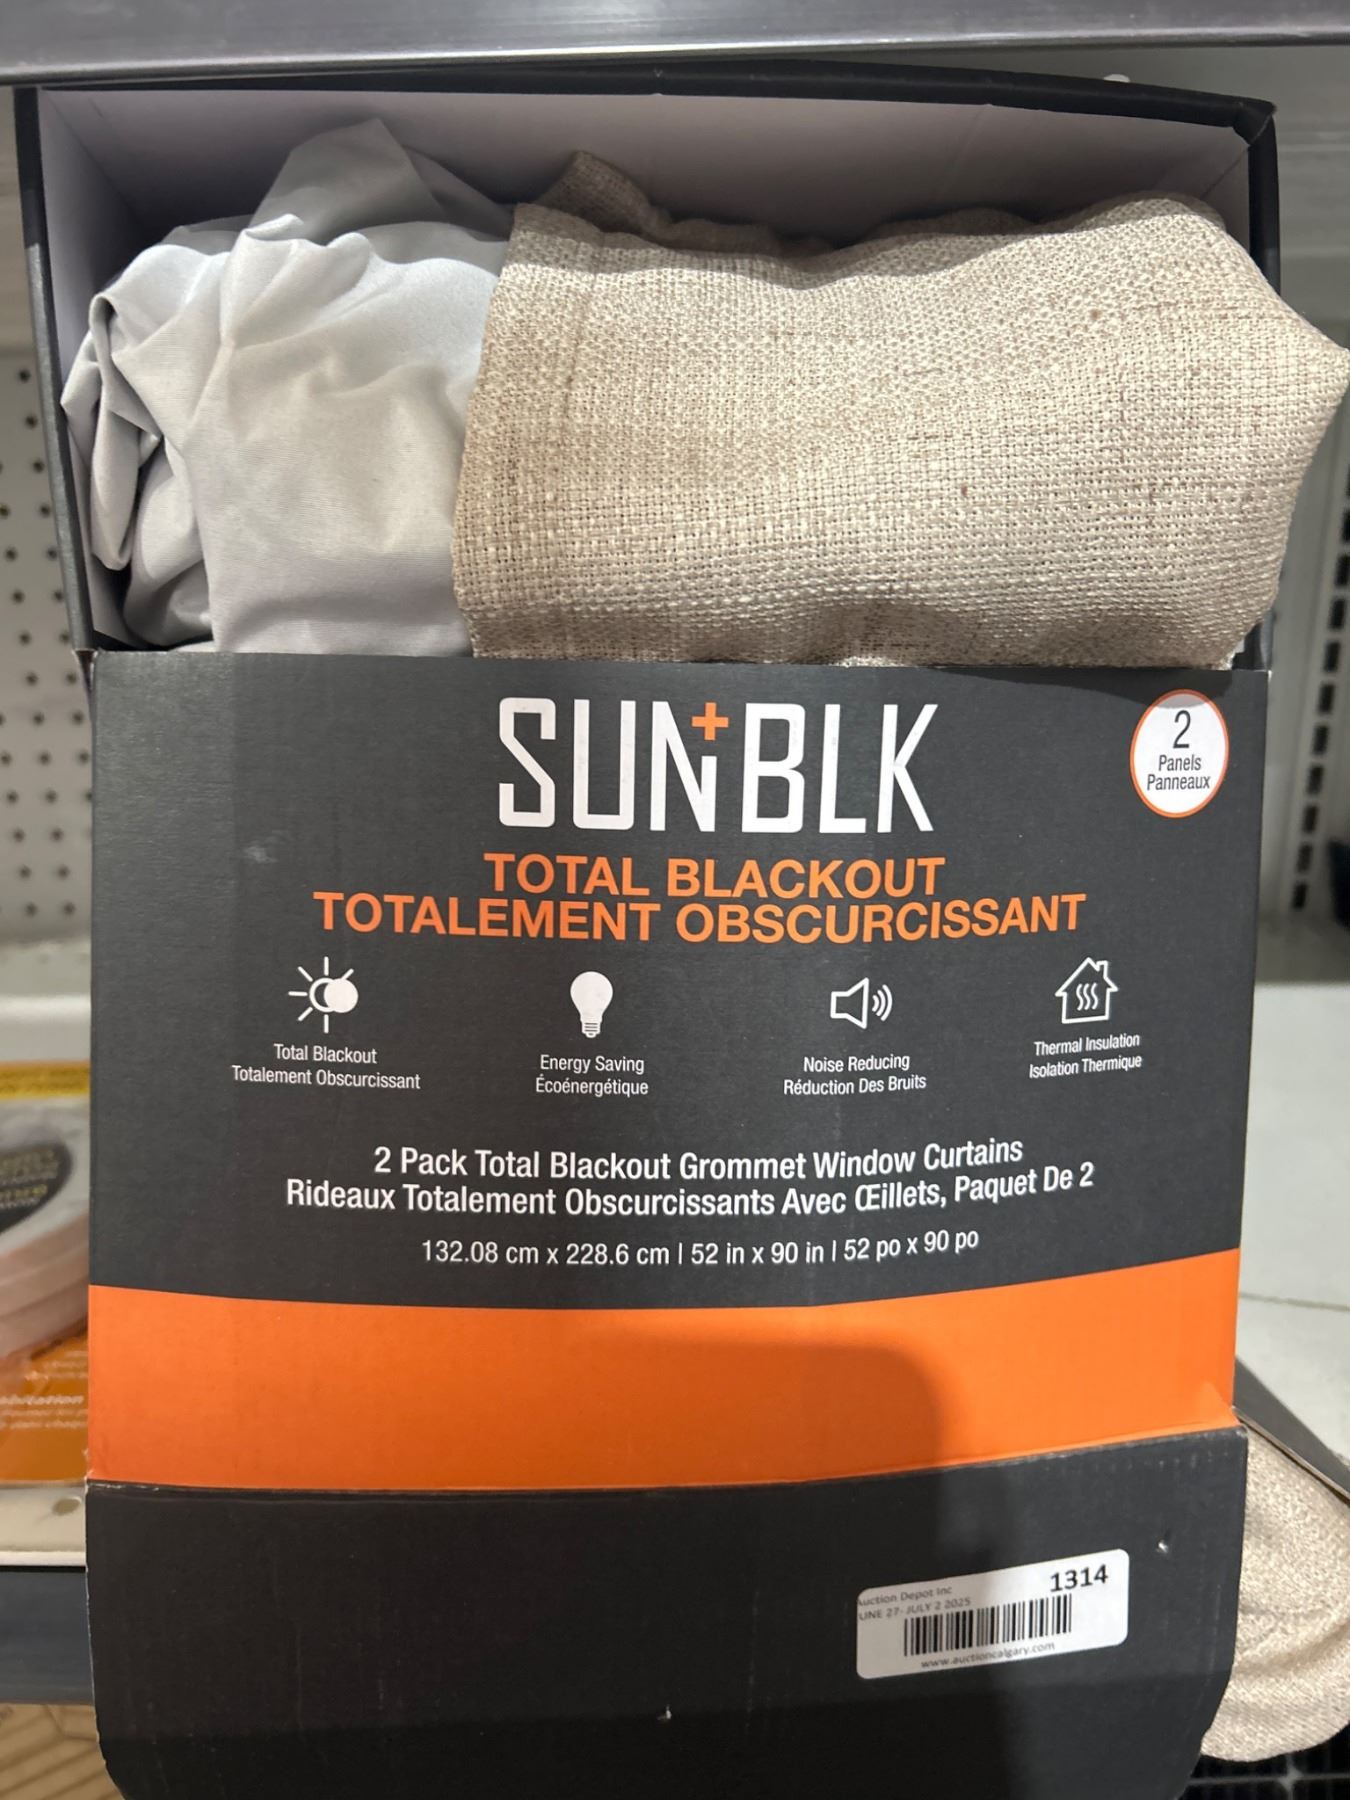 SUN+BLK
2
Panels
Panneaux
TOTAL BLACKOUT
TOTALEMENT OBSCURCISSANT
Total Blackout
Totalement Obscurcissant
Energy Saving
Écoénergétique
Noise Reducing
Réduction Des Bruits
Thermal Insulation
Isolation Thermique
2 Pack Total Blackout Grommet Window Curtains
Rideaux Totalement Obscurcissants Avec Œillets, Paquet De 2
132.08 cm x 228.6 cm | 52 in x 90 in | 52 po x 90 po
1314
uction Depot Inc
UNE 27- JULY 2 2025
www.auctioncalgary.com